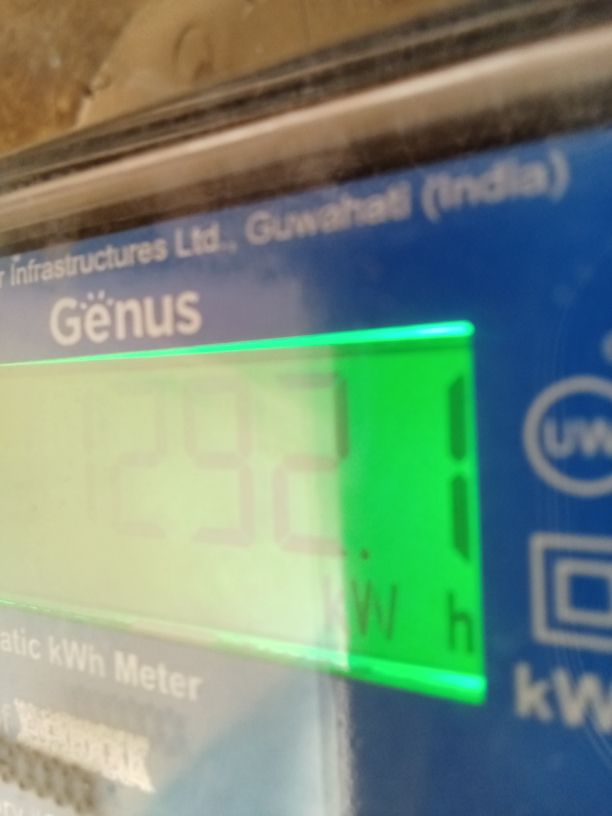 Infrastructures Ltd., Guwahati (India)
Genus
UW
1292.1
kW h
atic kWh Meter
kW